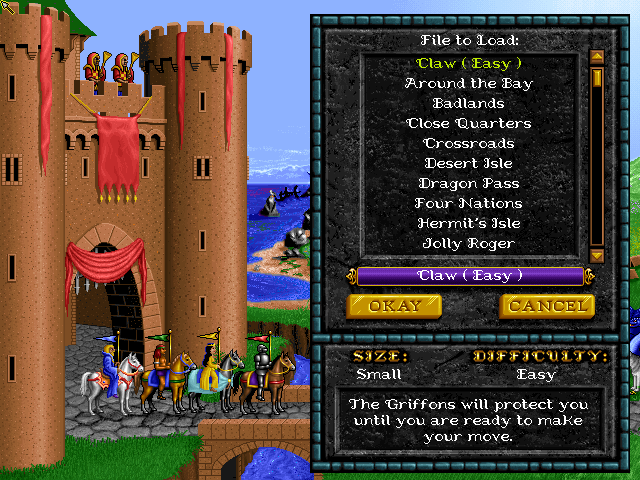 File to Load:
Claw ( Easy )
Around the Bay
Badlands
Close Quarters
Crossroads
Desert Isle
Dragon Pass
Four Nations
Hermit's Isle
Jolly Roger
Claw ( Easy )
OKAY CANCEL
SIZE: DIFFICULTY:
Small Easy
The Griffons will protect you
until you are ready to make
your move.